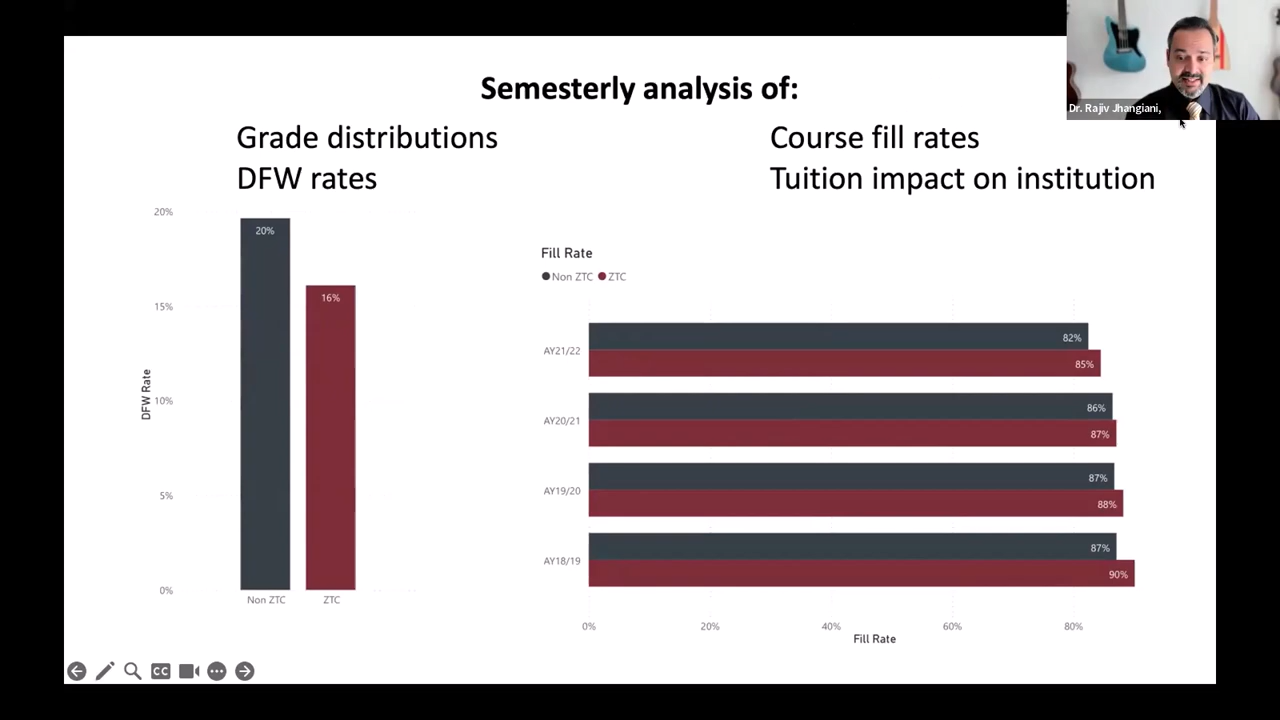 Semesterly analysis of:
Grade distributions
DFW rates
Course fill rates
Tuition impact on institution
Dr. Rajiv Jhangiani,
20%
15%
10%
5%
0%
DFW Rate
20%
16%
Non ZTC
ZTC
Fill Rate
Non ZTC ZTC
AY21/22
82%
85%
AY20/21
86%
87%
AY19/20
87%
88%
AY18/19
87%
90%
0% 20% 40% 60% 80%
Fill Rate
CC